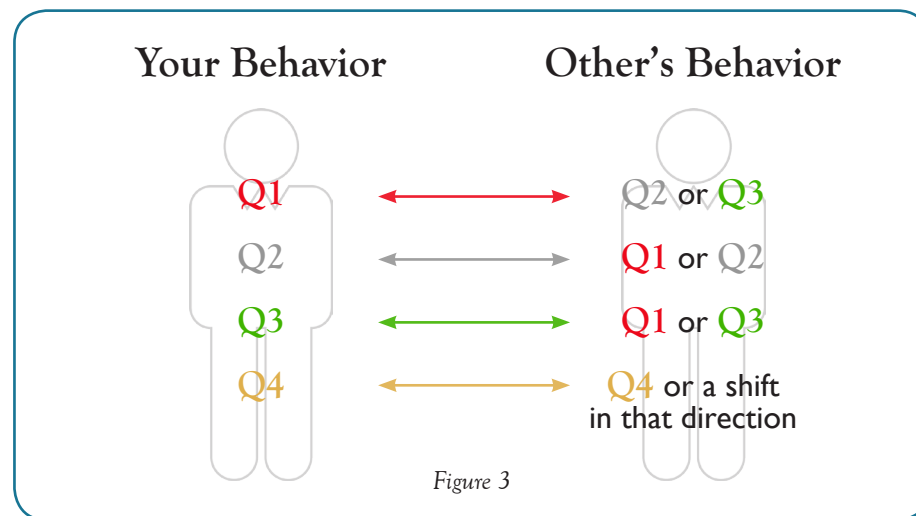 Your Behavior Other's Behavior
Q1 Q2 or Q3
Q2 Q1 or Q2
Q3 Q1 or Q3
Q4 Q4 or a shift
in that direction
Figure 3